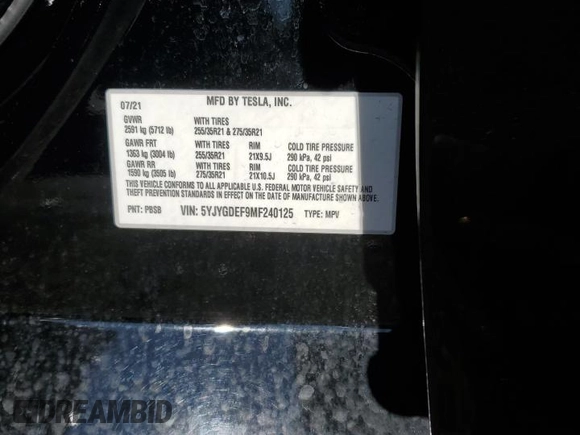 07/21 MFD BY TESLA, INC.
GVWR WITH TIRES
2591 kg (5712 lb) 255/35R21 & 275/35R21
GAWR FRT WITH TIRES RIM COLD TIRE PRESSURE
1363 kg (3004 lb) 255/35R21 21X9.5J 290 kPa, 42 psi
GAWR RR WITH TIRES RIM COLD TIRE PRESSURE
1590 kg (3505 lb) 275/35R21 21X10.5J 290 kPa, 42 psi
THIS VEHICLE CONFORMS TO ALL APPLICABLE U.S. FEDERAL MOTOR VEHICLE SAFETY AND
THEFT PREVENTION STANDARDS IN EFFECT ON THE DATE OF MANUFACTURE SHOWN ABOVE.
PNT: PBSB VIN: 5YJYGDEF9MF240125 TYPE: MPV
DREAMBID